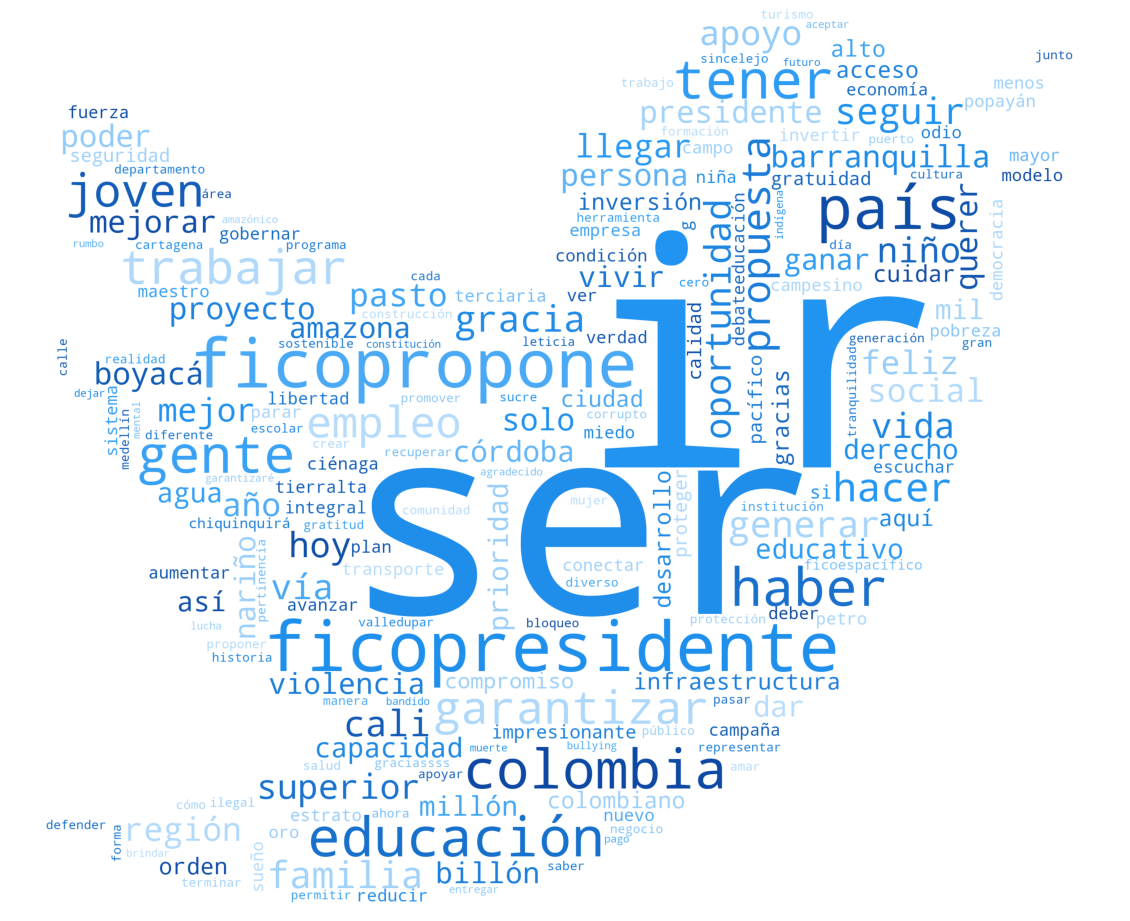 turismo
aceptar
apoyo
alto
junto
sincelejo
futuro
tener
acceso
trabajo
economía
menos
popayán
fuerza
presidente
seguir
poder
formación
invertir
puerto
odio
llegar
campo
seguridad
barranquilla
mayor
departamento
persona
niña
gratuidad
cultura
modelo
joven
área
inversión
propuesta
país
querer
mejorar
amazónico
herramienta
empresa
g
oportunidad
debateeducación
indígena
gobernar
rumbo
cartagena
programa
condición
día
niño
democracia
trabajar
ganar
cada
vivir
cero
cuidar
maestro
pasto
terciaria
ver
campesino
ir
proyecto
construcción
gracia
mil
amazona
verdad
calidad
pobreza
sostenible
constitución
leticia
generación
gran
calle
realidad
ficopropone
tranquilidad
feliz
boyacá
pacífico
dejar
libertad
promover
sucre
ciudad
social
sistema
mejor
parar
empleo
solo
corrupto
gracias
vida
medellín
mental
diferente
escolar
miedo
crear
recuperar
córdoba
derecho
gente
ciénaga
agradecido
escuchar
garantizaré
tierralta
ser
prioridad
desarrollo
proteger
si
hacer
agua
año
integral
comunidad
mujer
institución
chiquinquirá
gratitud
generar
aquí
nariño
pertinencia
hoy
plan
educativo
transporte
conectar
ficoespacífico
aumentar
vía
diverso
haber
así
avanzar
deber
petro
lucha
valledupar
bloqueo
protección
proponer
historia
ficopresidente
violencia
compromiso
infraestructura
manera
bandido
garantizar
pasar
dar
cali
impresionante
público
campaña
capacidad
muerte
bullying
representar
salud
graciassss
apoyar
colombia
amar
superior
cómo
ilegal
estrato
ahora
millón
colombiano
nuevo
defender
forma
región
oro
educación
negocio
pago
brindar
orden
sueño
familia
billón
saber
terminar
permitir
reducir
entregar